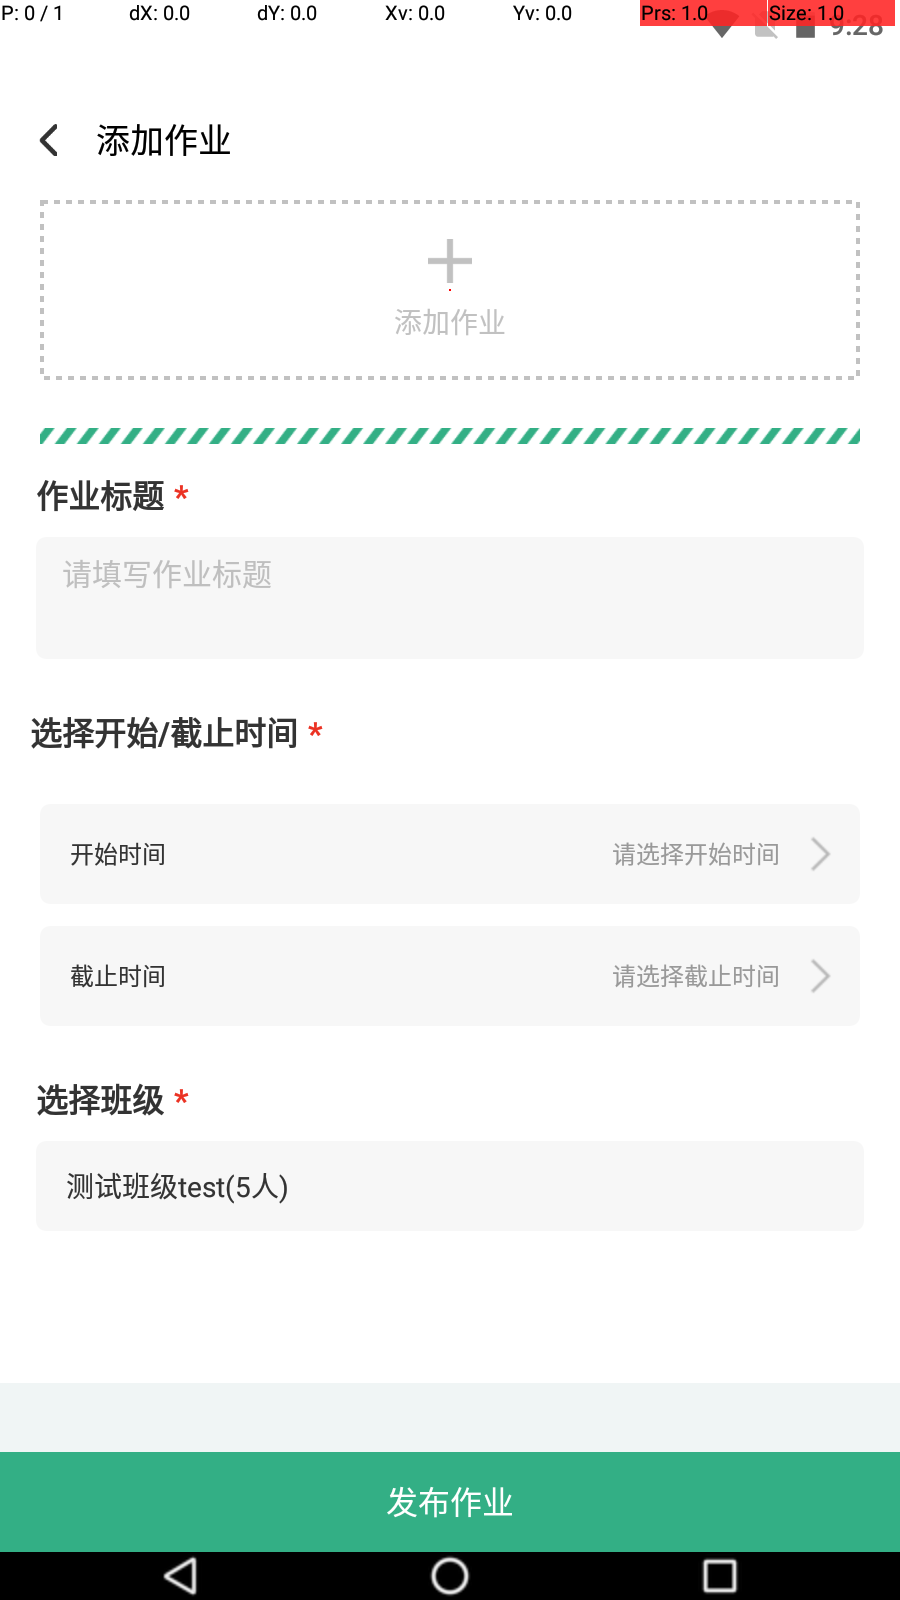 P: 0 / 1 dX: 0.0 dY: 0.0 Xv: 0.0 Yv: 0.0 Prs: 1.0 Size: 1.0
9:28
添加作业
添加作业
作业标题 *
请填写作业标题
选择开始/截止时间 *
开始时间 请选择开始时间
截止时间 请选择截止时间
选择班级 *
测试班级test(5人)
发布作业